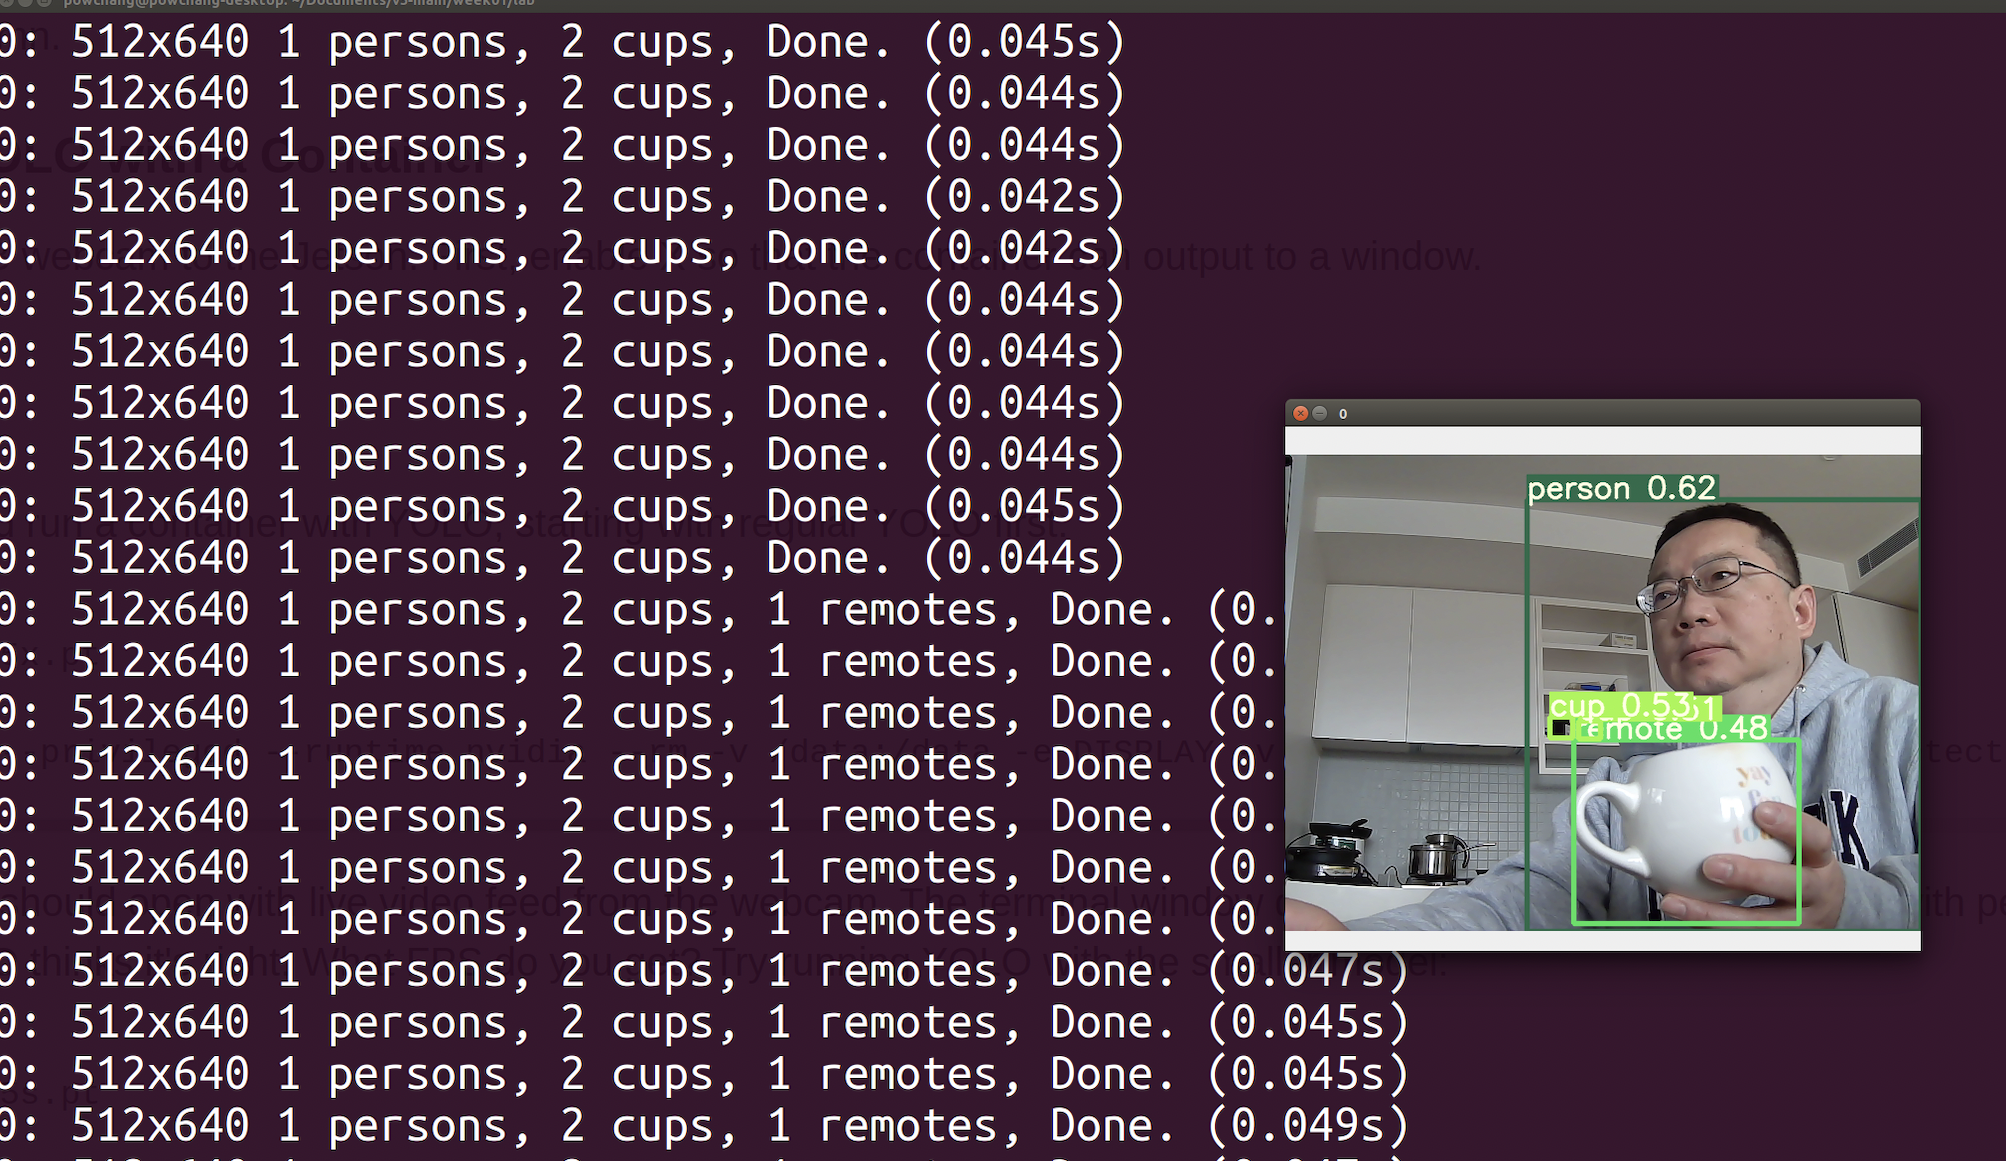 powchang@powchang-desktop: ~/Documents/v3-main/week01/lab
0: 512x640 1 persons, 2 cups, Done. (0.045s)
0: 512x640 1 persons, 2 cups, Done. (0.044s)
0: 512x640 1 persons, 2 cups, Done. (0.044s)
0: 512x640 1 persons, 2 cups, Done. (0.042s)
0: 512x640 1 persons, 2 cups, Done. (0.042s)
0: 512x640 1 persons, 2 cups, Done. (0.044s)
0: 512x640 1 persons, 2 cups, Done. (0.044s)
0: 512x640 1 persons, 2 cups, Done. (0.044s)
0: 512x640 1 persons, 2 cups, Done. (0.044s)
0: 512x640 1 persons, 2 cups, Done. (0.045s)
0: 512x640 1 persons, 2 cups, Done. (0.044s)
0: 512x640 1 persons, 2 cups, 1 remotes, Done. (0.
0: 512x640 1 persons, 2 cups, 1 remotes, Done. (0.
0: 512x640 1 persons, 2 cups, 1 remotes, Done. (0.
0: 512x640 1 persons, 2 cups, 1 remotes, Done. (0.
0: 512x640 1 persons, 2 cups, 1 remotes, Done. (0.
0: 512x640 1 persons, 2 cups, 1 remotes, Done. (0.
0: 512x640 1 persons, 2 cups, 1 remotes, Done. (0.
0: 512x640 1 persons, 2 cups, 1 remotes, Done. (0.047s)
0: 512x640 1 persons, 2 cups, 1 remotes, Done. (0.045s)
0: 512x640 1 persons, 2 cups, 1 remotes, Done. (0.045s)
0: 512x640 1 persons, 2 cups, 1 remotes, Done. (0.049s)
0
person 0.62
cup 0.53
remote 0.48
yay